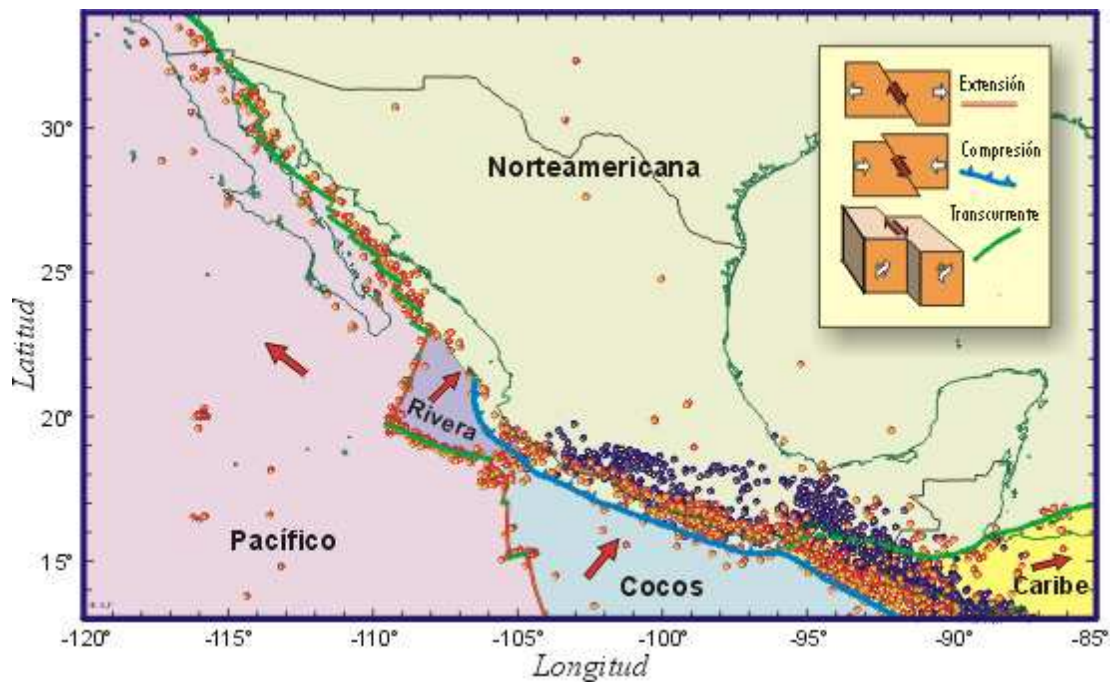 Extensión
Compresión
Transcurrente
Norteamericana
Rivera
Pacífico
Cocos
Caribe
30°
25°
20°
15°
Latitud
-120° -115° -110° -105° -100° -95° -90° -85°
Longitud